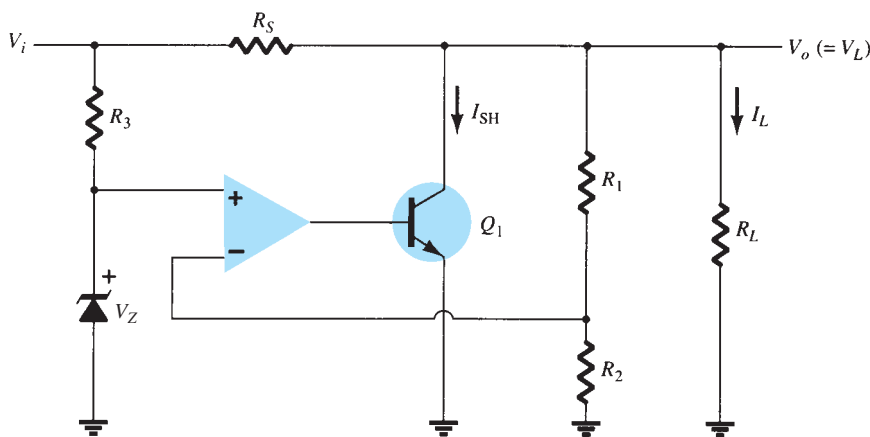 R_S
V_i
V_o (= V_L)
R_3
I_SH
I_L
+
R_1
Q_1
R_L
−
+
V_Z
R_2